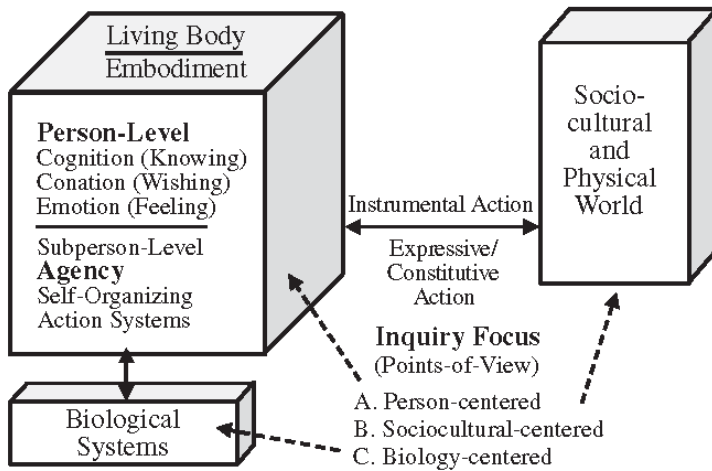 Living Body
Embodiment
Person-Level
Cognition (Knowing)
Conation (Wishing)
Emotion (Feeling)
Subperson-Level
Agency
Self-Organizing
Action Systems
Biological
Systems
Instrumental Action
Expressive/
Constitutive
Action
Socio-
cultural
and
Physical
World
Inquiry Focus
(Points-of-View)
A. Person-centered
B. Sociocultural-centered
C. Biology-centered